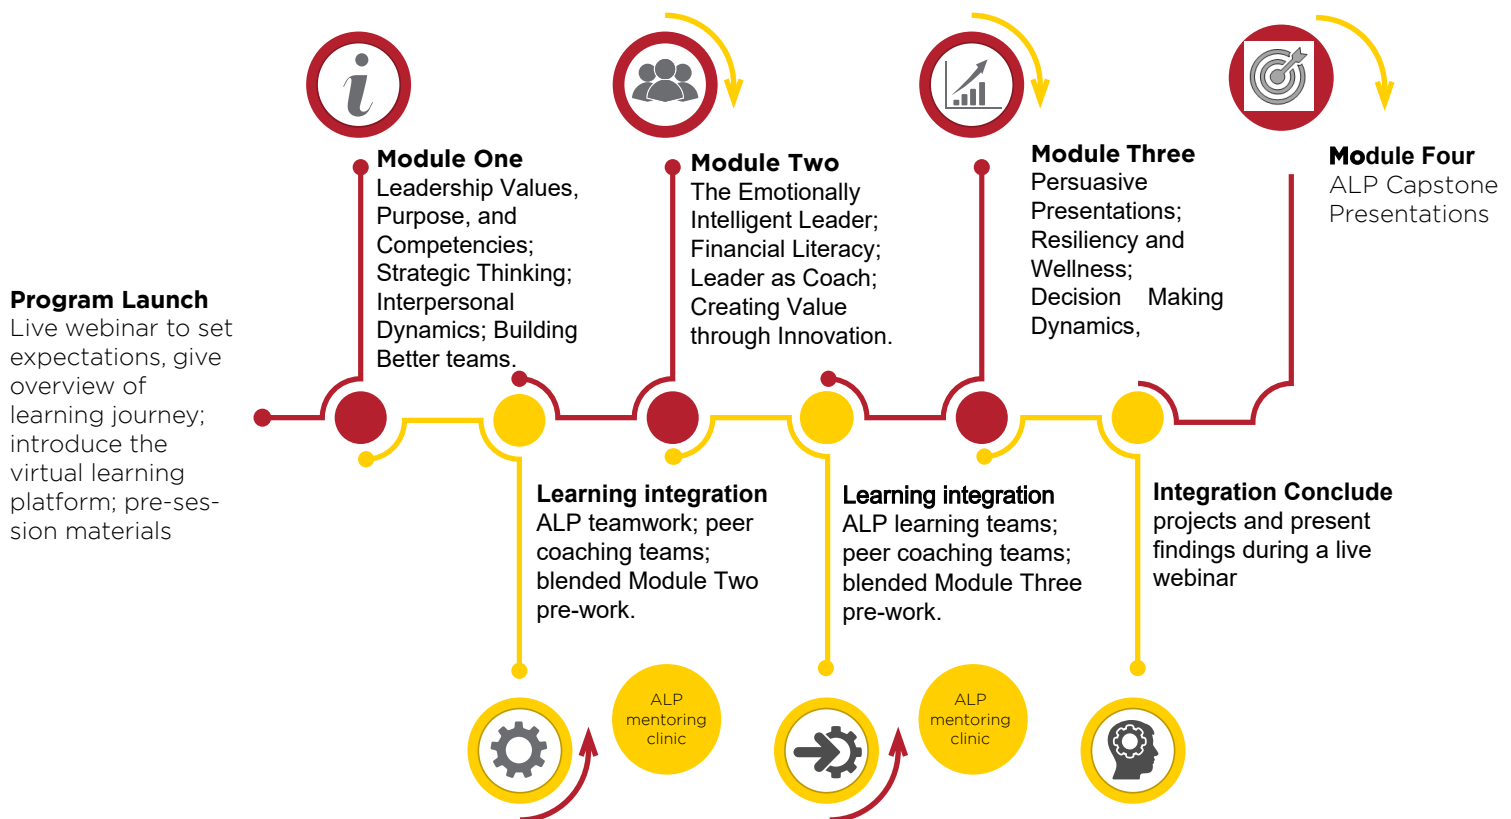 Program Launch
Live webinar to set
expectations, give
overview of
learning journey;
introduce the
virtual learning
platform; pre-ses-
sion materials
i
Module One
Leadership Values,
Purpose, and
Competencies;
Strategic Thinking;
Interpersonal
Dynamics; Building
Better teams.
Module Two
The Emotionally
Intelligent Leader;
Financial Literacy;
Leader as Coach;
Creating Value
through Innovation.
Module Three
Persuasive
Presentations;
Resiliency and
Wellness;
Decision Making
Dynamics,
Module Four
ALP Capstone
Presentations
Learning integration
ALP teamwork; peer
coaching teams;
blended Module Two
pre-work.
ALP
mentoring
clinic
Learning integration
ALP learning teams;
peer coaching teams;
blended Module Three
pre-work.
ALP
mentoring
clinic
Integration Conclude
projects and present
findings during a live
webinar